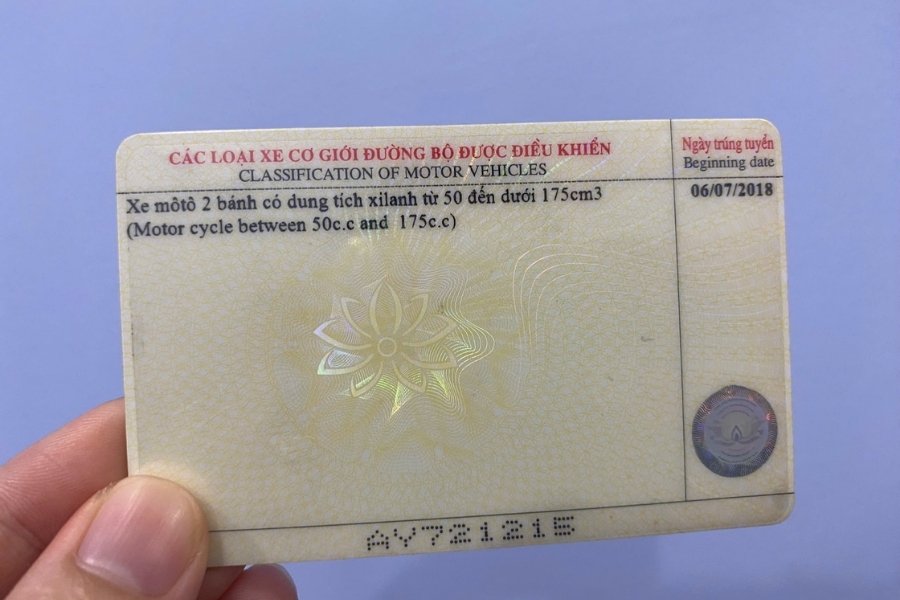 CÁC LOẠI XE CƠ GIỚI ĐƯỜNG BỘ ĐƯỢC ĐIỀU KHIỂN
CLASSIFICATION OF MOTOR VEHICLES
Ngày trúng tuyển
Beginning date
Xe môtô 2 bánh có dung tích xilanh từ 50 đến dưới 175cm3
(Motor cycle between 50c.c and 175c.c)
06/07/2018
AY721215